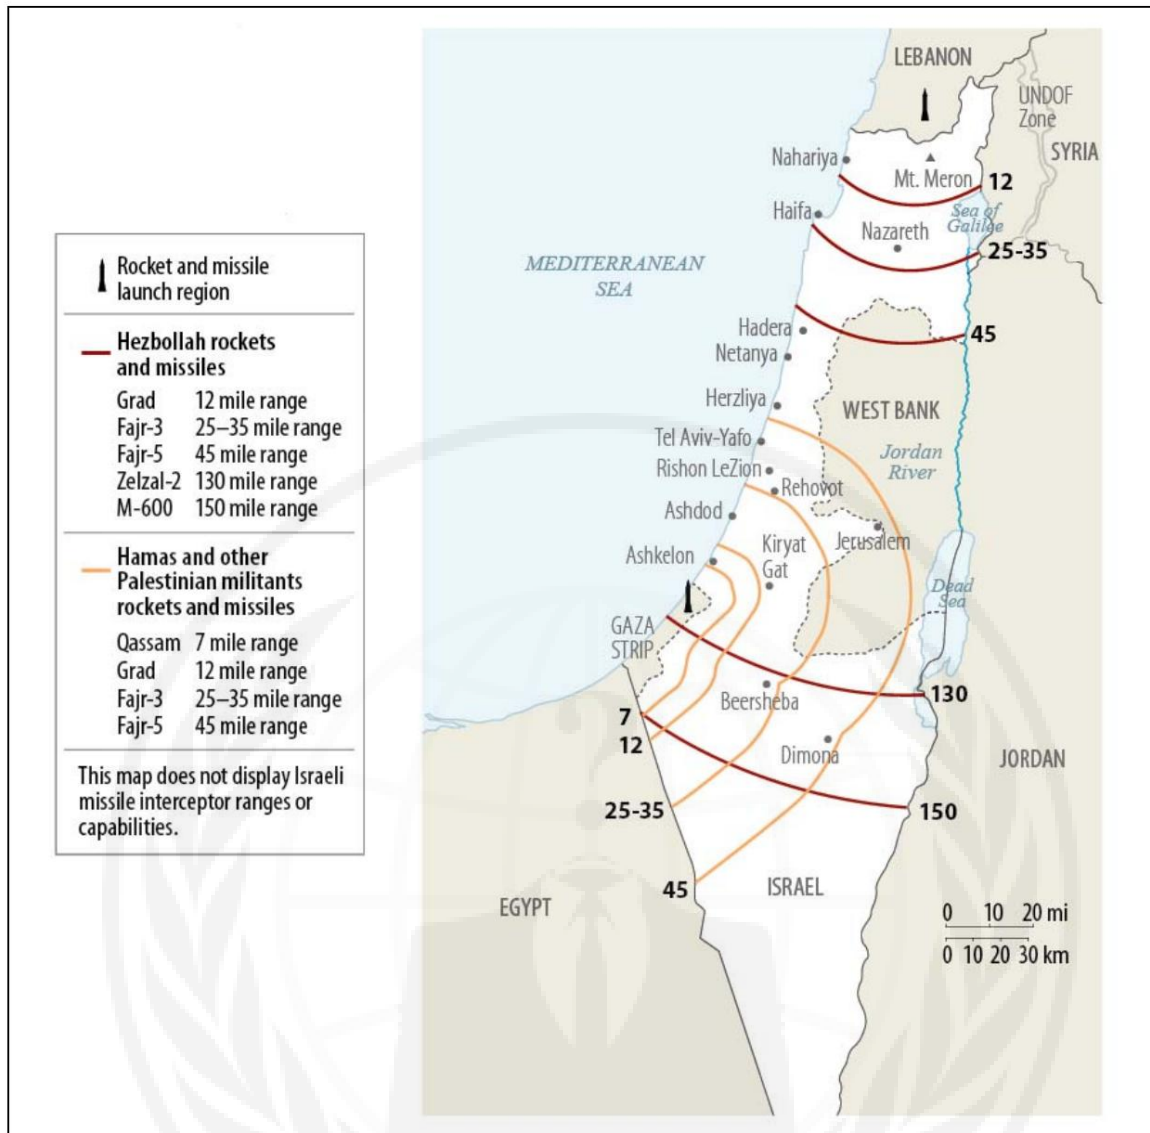 Rocket and missile
launch region
Hezbollah rockets
and missiles
Grad 12 mile range
Fajr-3 25–35 mile range
Fajr-5 45 mile range
Zelzal-2 130 mile range
M-600 150 mile range
Hamas and other
Palestinian militants
rockets and missiles
Qassam 7 mile range
Grad 12 mile range
Fajr-3 25–35 mile range
Fajr-5 45 mile range
This map does not display Israeli
missile interceptor ranges or
capabilities.
LEBANON
UNDOF
Zone
SYRIA
Nahariya
Mt. Meron
12
Haifa
Sea of
Galilee
Nazareth
25-35
MEDITERRANEAN
SEA
Hadera
45
Netanya
Herzliya
WEST BANK
Tel Aviv-Yafo
Jordan
River
Rishon LeZion
Rehovot
Ashdod
Jerusalem
Kiryat
Gat
Ashkelon
Dead
Sea
GAZA
STRIP
Beersheba
130
7
12
Dimona
JORDAN
25-35
150
45
ISRAEL
EGYPT
0 10 20 mi
0 10 20 30 km